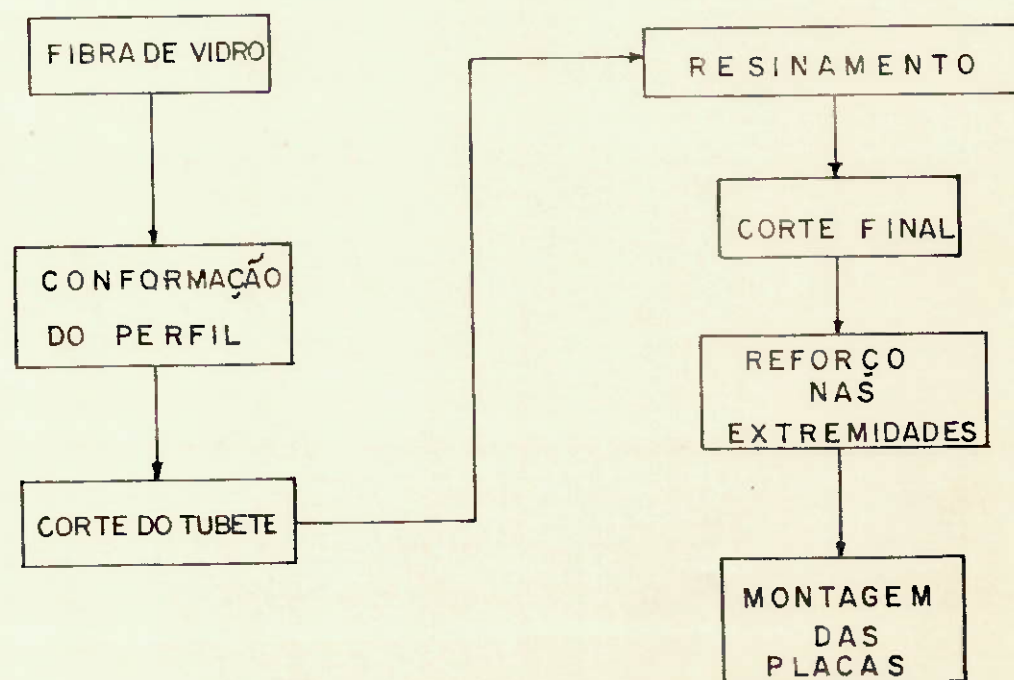 FIBRA DE VIDRO
CONFORMAÇÃO
DO PERFIL
CORTE DO TUBETE
RESINAMENTO
CORTE FINAL
REFORÇO
NAS
EXTREMIDADES
MONTAGEM
DAS
PLACAS